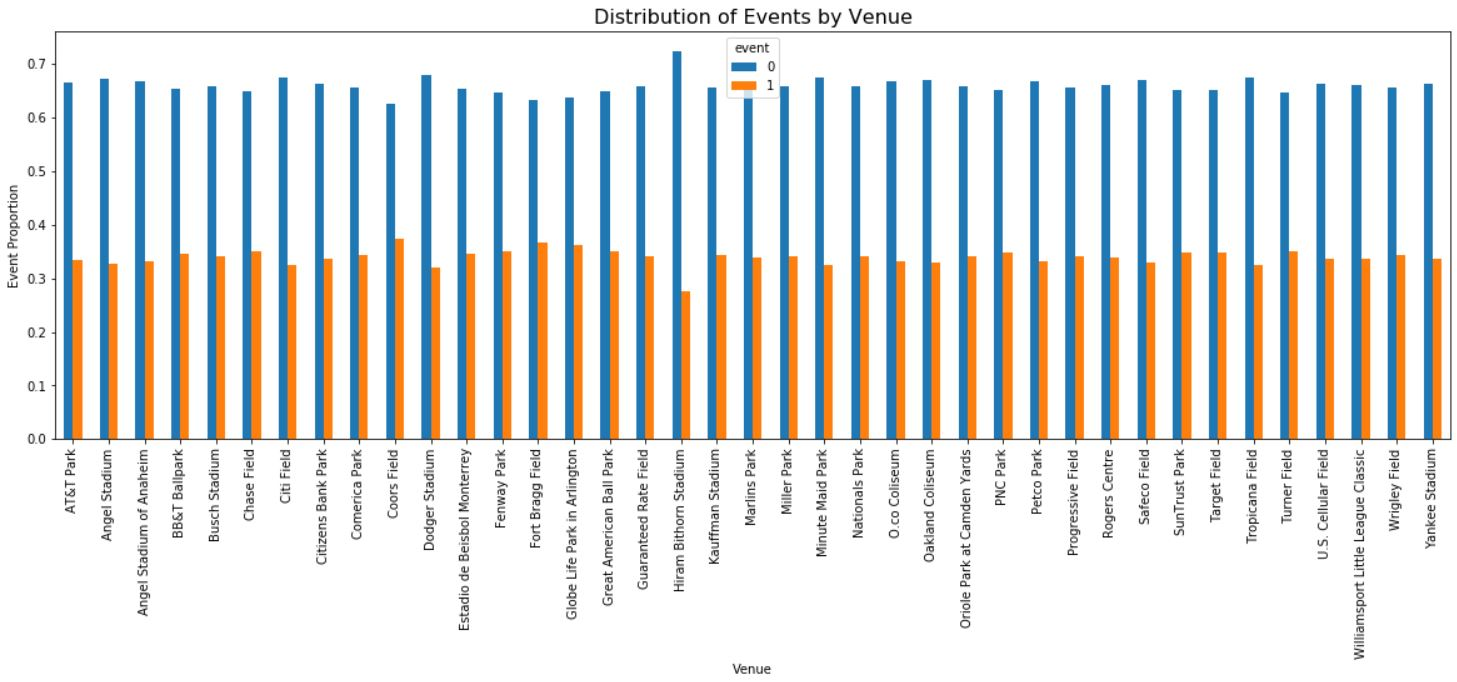 Distribution of Events by Venue
event
0
1
Event Proportion
0.7
0.6
0.5
0.4
0.3
0.2
0.1
0.0
AT&T Park
Angel Stadium
Angel Stadium of Anaheim
BB&T Ballpark
Busch Stadium
Chase Field
Citi Field
Citizens Bank Park
Comerica Park
Coors Field
Dodger Stadium
Estadio de Beisbol Monterrey
Fenway Park
Fort Bragg Field
Globe Life Park in Arlington
Great American Ball Park
Guaranteed Rate Field
Hiram Bithorn Stadium
Kauffman Stadium
Marlins Park
Miller Park
Minute Maid Park
Nationals Park
O.co Coliseum
Oakland Coliseum
Oriole Park at Camden Yards
PNC Park
Petco Park
Progressive Field
Rogers Centre
Safeco Field
SunTrust Park
Target Field
Tropicana Field
Turner Field
U.S. Cellular Field
Williamsport Little League Classic
Wrigley Field
Yankee Stadium
Venue